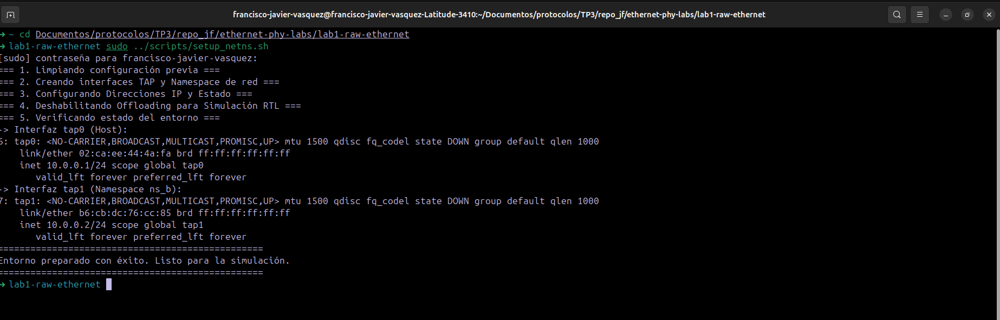 francisco-javier-vasquez@francisco-javier-vasquez-Latitude-3410:~/Documentos/protocolos/TP3/repo_jf/ethernet-phy-labs/lab1-raw-ethernet
→ ~ cd Documentos/protocolos/TP3/repo_jf/ethernet-phy-labs/lab1-raw-ethernet
→ lab1-raw-ethernet sudo ../scripts/setup_netns.sh
[sudo] contraseña para francisco-javier-vasquez:
=== 1. Limpiando configuración previa ===
=== 2. Creando interfaces TAP y Namespace de red ===
=== 3. Configurando Direcciones IP y Estado ===
=== 4. Deshabilitando Offloading para Simulación RTL ===
=== 5. Verificando estado del entorno ===
-> Interfaz tap0 (Host):
6: tap0: <NO-CARRIER,BROADCAST,MULTICAST,PROMISC,UP> mtu 1500 qdisc fq_codel state DOWN group default qlen 1000
    link/ether 02:ca:ee:44:4a:fa brd ff:ff:ff:ff:ff:ff
    inet 10.0.0.1/24 scope global tap0
       valid_lft forever preferred_lft forever
-> Interfaz tap1 (Namespace ns_b):
7: tap1: <NO-CARRIER,BROADCAST,MULTICAST,PROMISC,UP> mtu 1500 qdisc fq_codel state DOWN group default qlen 1000
    link/ether b6:cb:dc:76:cc:85 brd ff:ff:ff:ff:ff:ff
    inet 10.0.0.2/24 scope global tap1
       valid_lft forever preferred_lft forever
=================================================
Entorno preparado con éxito. Listo para la simulación.
=================================================
→ lab1-raw-ethernet